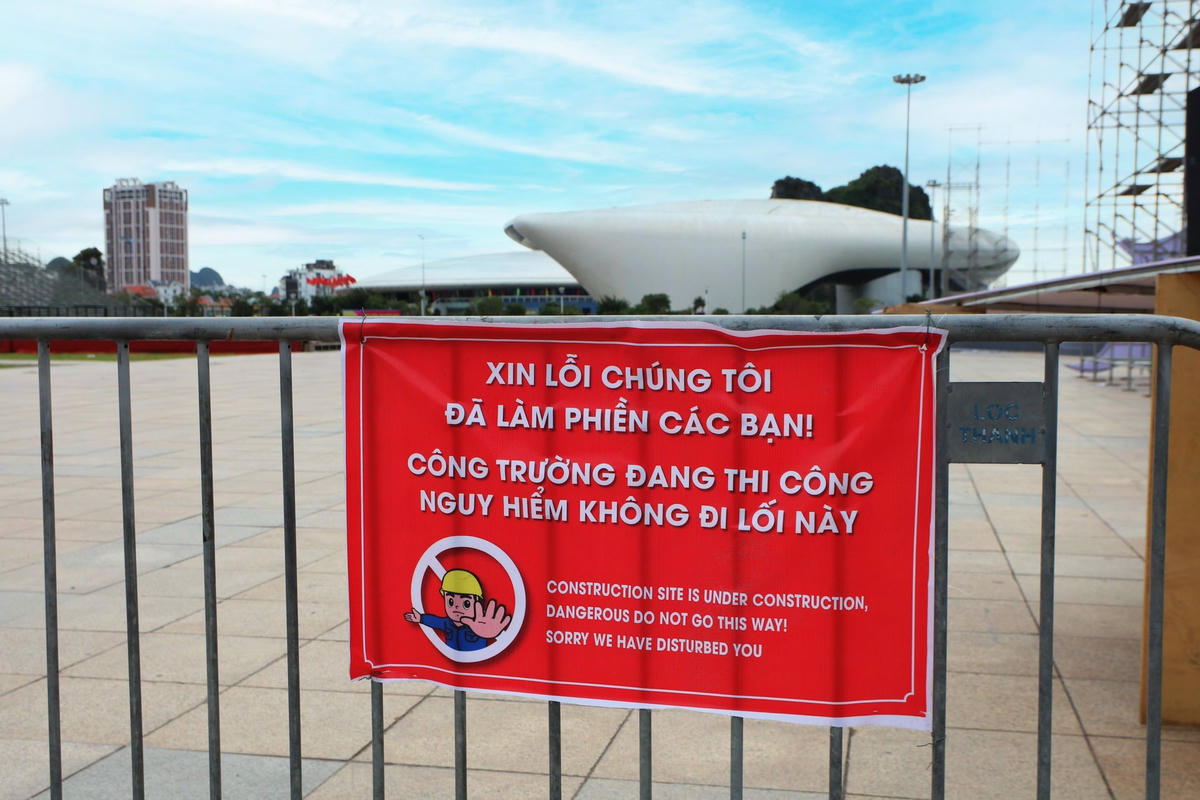 XIN LỖI CHÚNG TÔI
ĐÃ LÀM PHIỀN CÁC BẠN!
CÔNG TRƯỜNG ĐANG THI CÔNG
NGUY HIỂM KHÔNG ĐI LỐI NÀY
CONSTRUCTION SITE IS UNDER CONSTRUCTION,
DANGEROUS DO NOT GO THIS WAY!
SORRY WE HAVE DISTURBED YOU
LOC
THANH